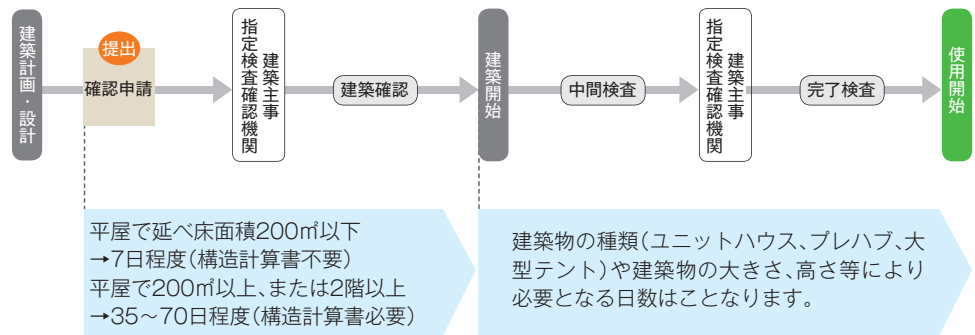 建築計画・設計
提出
確認申請
建築主事
指定検査確認機関
建築確認
建築開始
中間検査
建築主事
指定検査確認機関
完了検査
使用開始
平屋で延べ床面積200㎡以下
→7日程度(構造計算書不要)
平屋で200㎡以上、または2階以上
→35〜70日程度(構造計算書必要)
建築物の種類(ユニットハウス、プレハブ、大
型テント)や建築物の大きさ、高さ等により
必要となる日数はことなります。